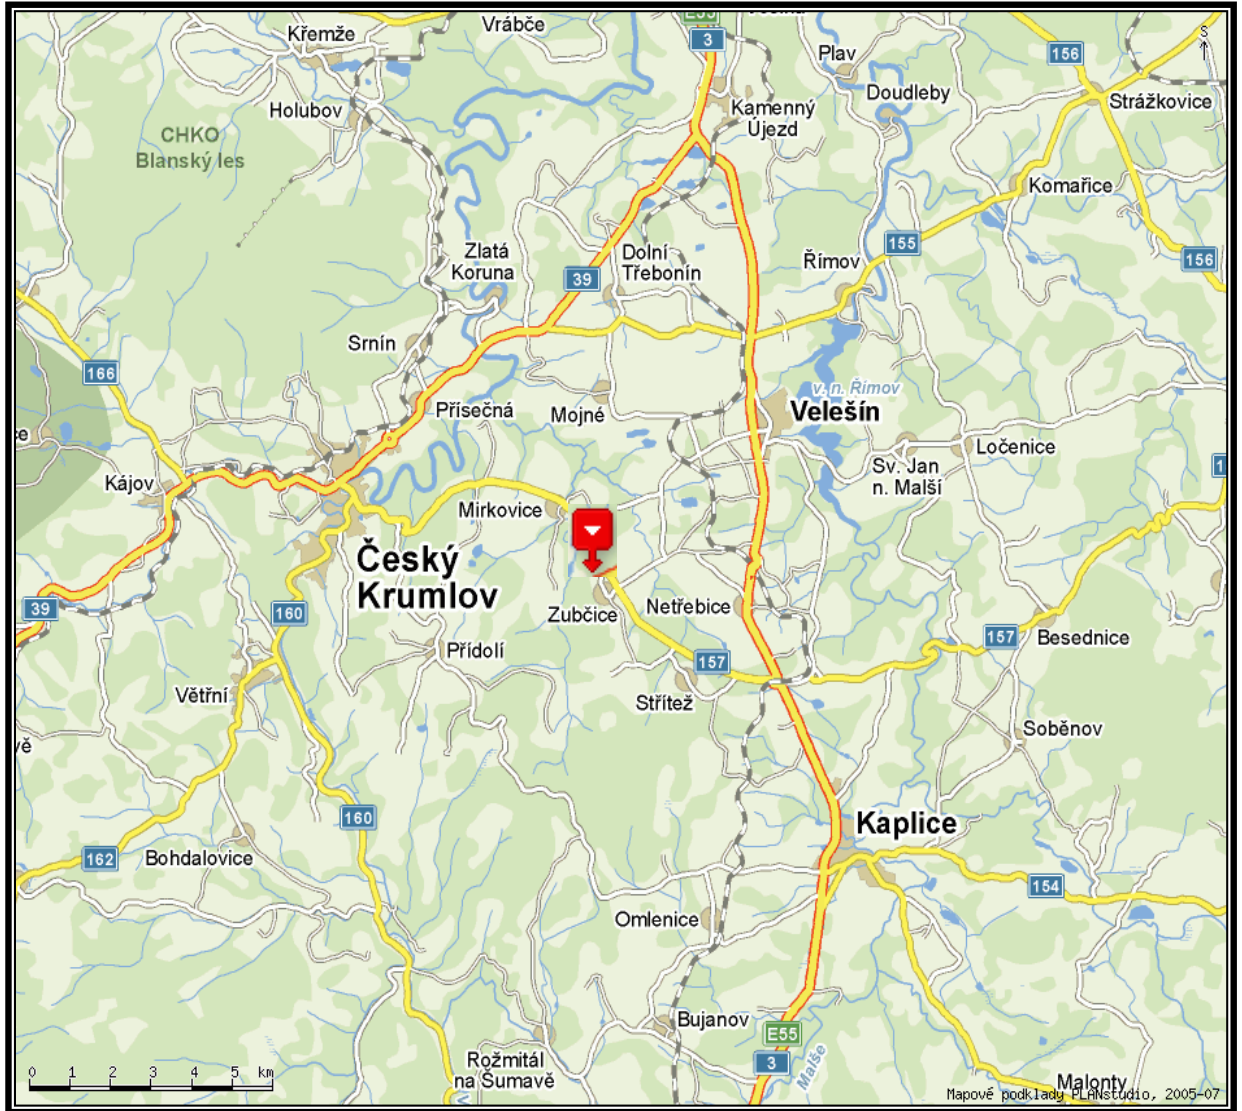 Vrábče
E55
3
Křemže
Plav
156
S
Holubov
Doudleby
Kamenný
Újezd
Strážkovice
CHKO
Blanský les
Komařice
Zlatá
Koruna
Dolní
Třebonín
39
155
Římov
156
Srnín
166
v. n. Římov
Přísečná
Mojné
Velešín
Ločenice
Sv. Jan
n. Malší
Kájov
Mirkovice
Český
Krumlov
39
160
Zubčice
Netřebice
157
Besednice
Přídolí
157
Větřní
Střítež
Soběnov
160
Kaplice
162
Bohdalovice
154
Omlenice
Bujanov
E55
3
Malše
Rožmitál
na Šumavě
Malonty
0 1 2 3 4 5 km
Mapové podklady PLANstudio, 2005-07